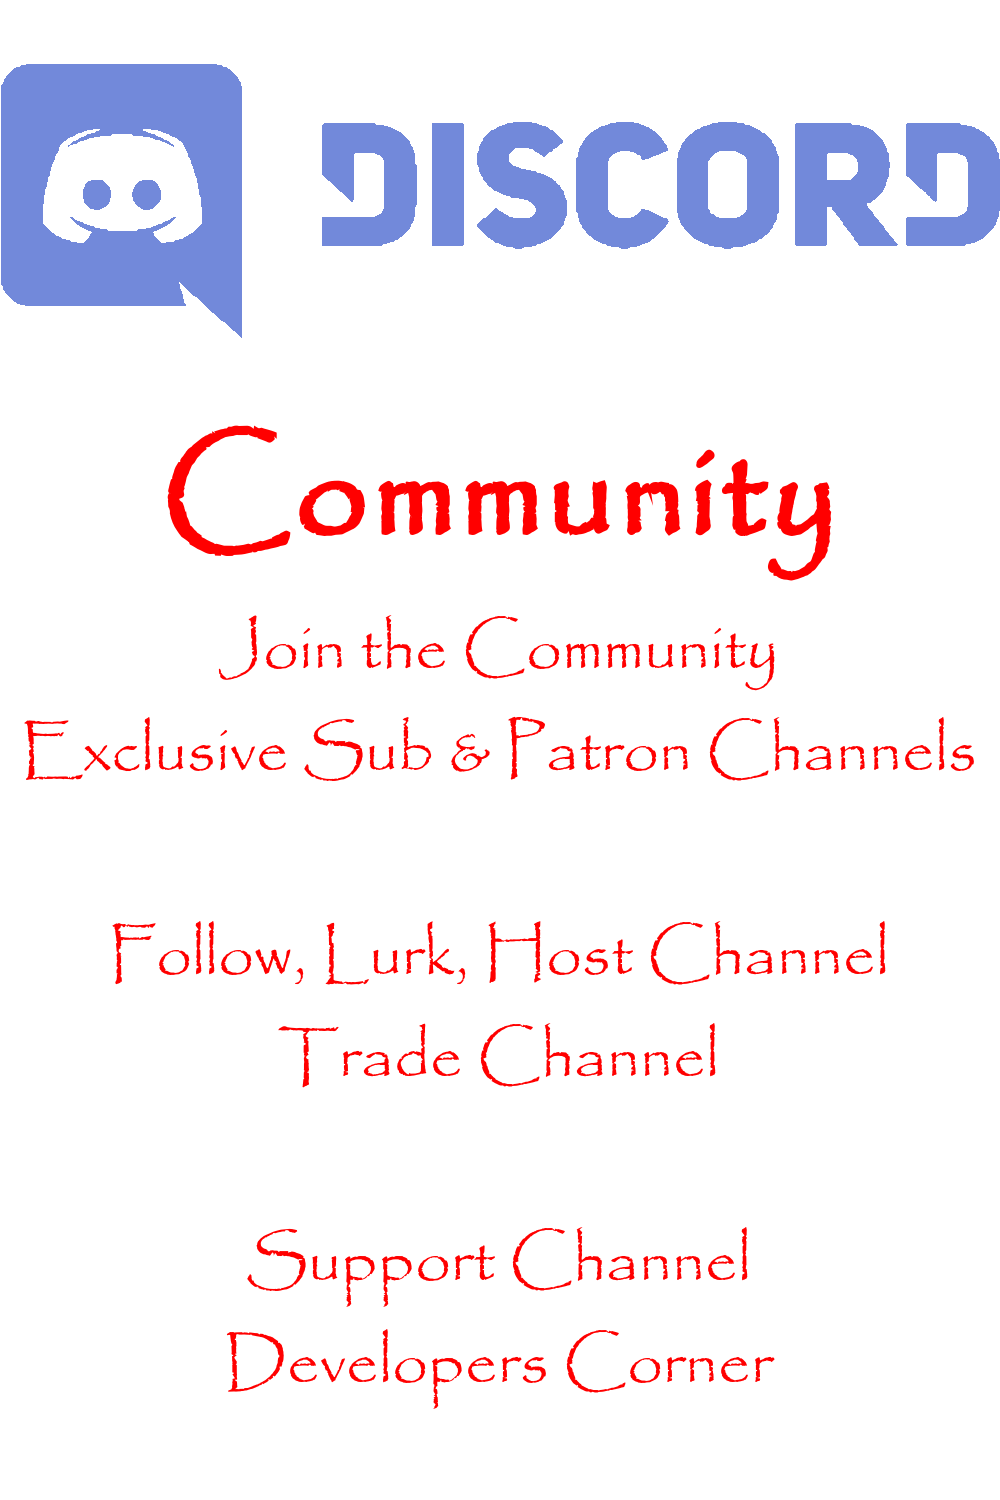 DISCORD
Community
Join the Community
Exclusive Sub & Patron Channels
Follow, Lurk, Host Channel
Trade Channel
Support Channel
Developers Corner